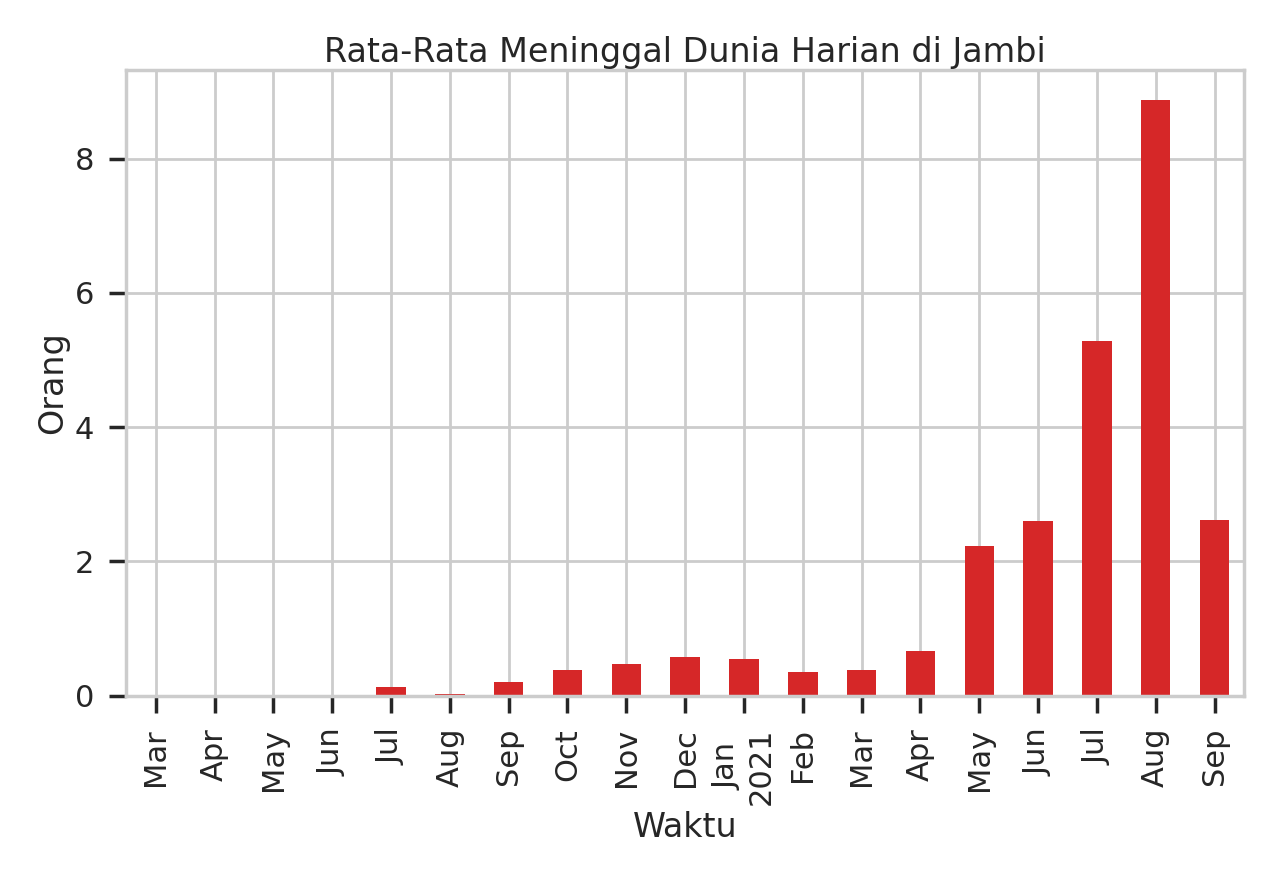 Rata-Rata Meninggal Dunia Harian di Jambi
Orang
8
6
4
2
0
Mar
Apr
May
Jun
Jul
Aug
Sep
Oct
Nov
Dec
Jan
2021
Feb
Mar
Apr
May
Jun
Jul
Aug
Sep
Waktu